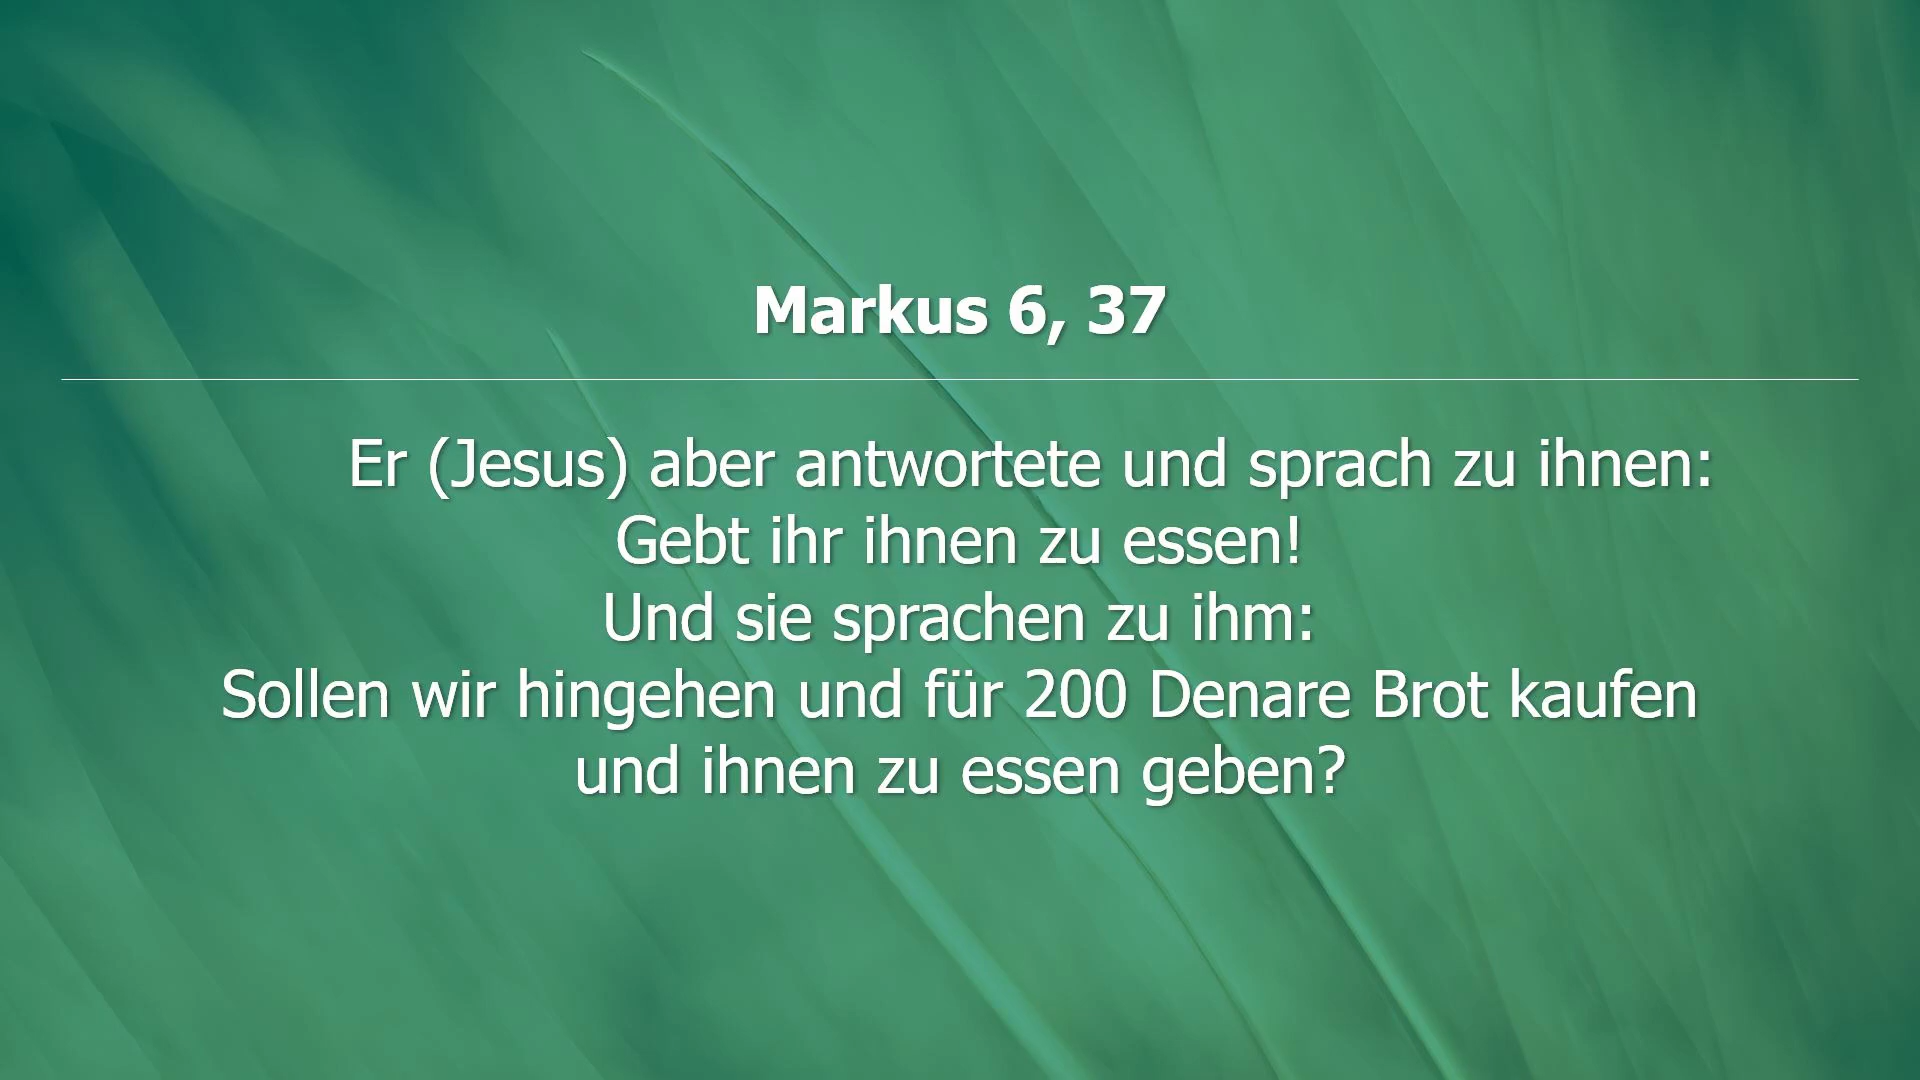 Markus 6, 37
Er (Jesus) aber antwortete und sprach zu ihnen:
Gebt ihr ihnen zu essen!
Und sie sprachen zu ihm:
Sollen wir hingehen und für 200 Denare Brot kaufen
und ihnen zu essen geben?